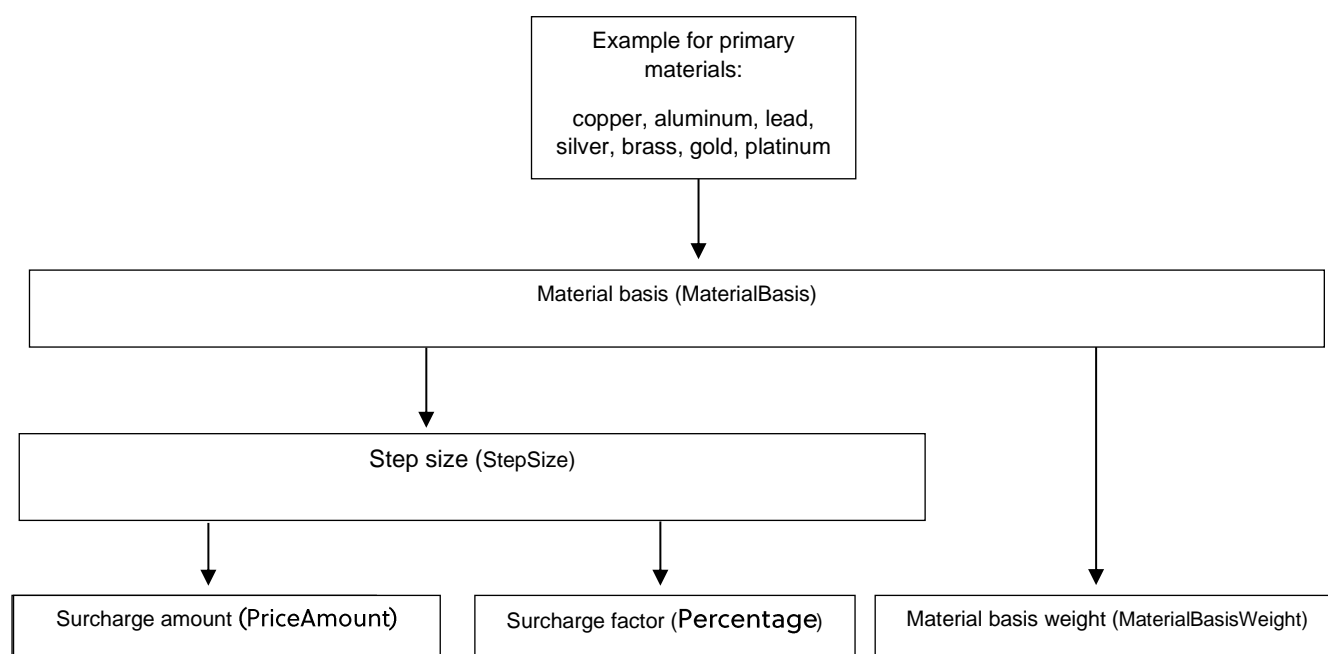 Example for primary
materials:
copper, aluminum, lead,
silver, brass, gold, platinum
Material basis (MaterialBasis)
Step size (StepSize)
Surcharge amount (PriceAmount)
Surcharge factor (Percentage)
Material basis weight (MaterialBasisWeight)